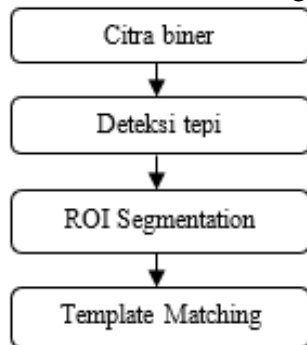 Citra biner
Deteksi tepi
ROI Segmentation
Template Matching